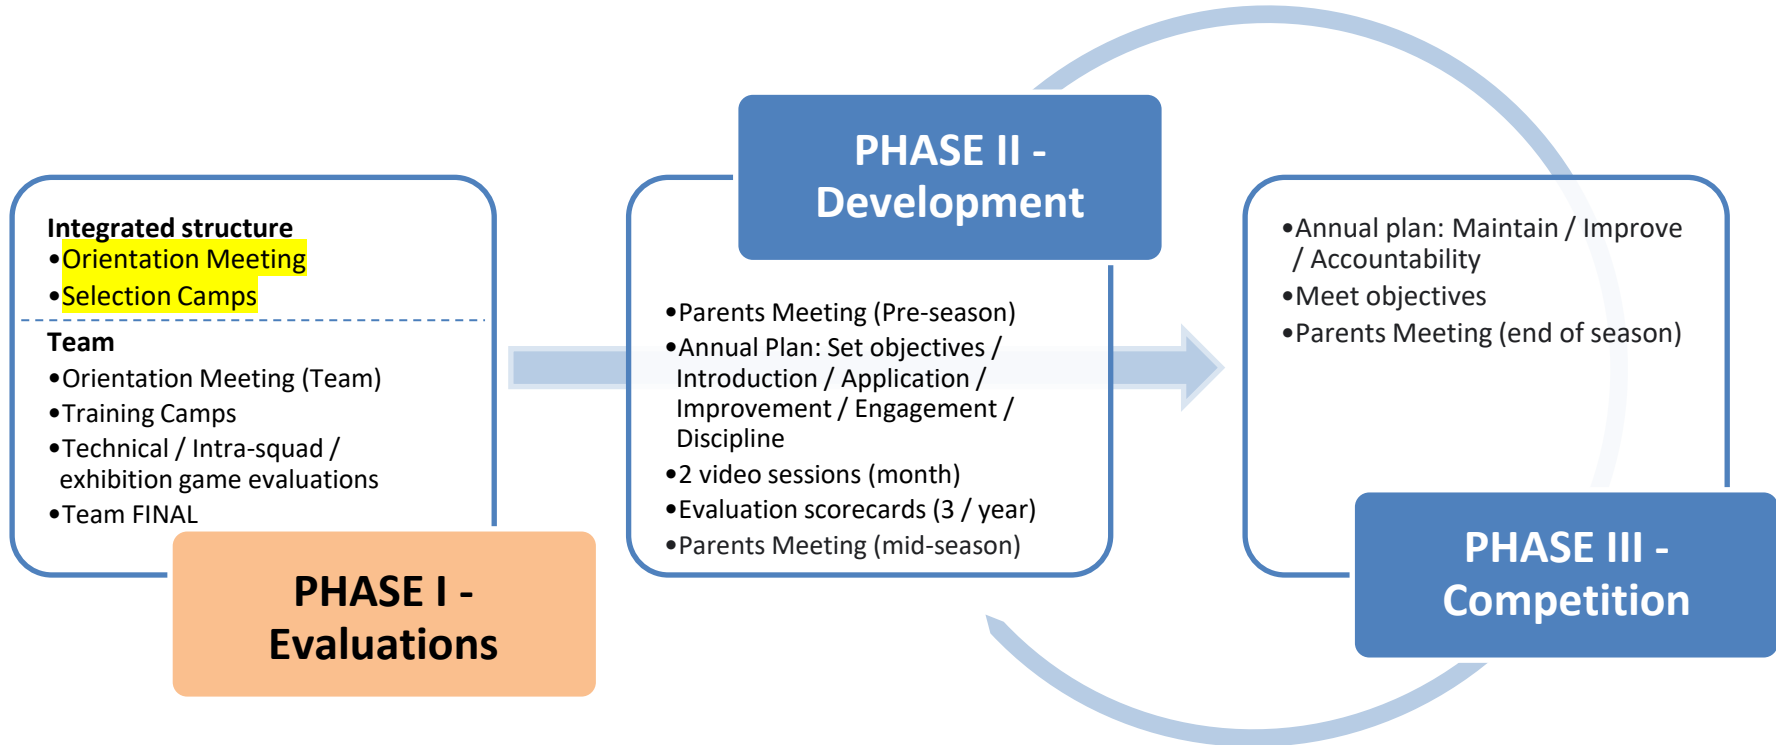 Integrated structure
•Orientation Meeting
•Selection Camps
Team
•Orientation Meeting (Team)
•Training Camps
•Technical / Intra-squad /
exhibition game evaluations
•Team FINAL
PHASE I -
Evaluations
PHASE II -
Development
•Parents Meeting (Pre-season)
•Annual Plan: Set objectives /
Introduction / Application /
Improvement / Engagement /
Discipline
•2 video sessions (month)
•Evaluation scorecards (3 / year)
•Parents Meeting (mid-season)
•Annual plan: Maintain / Improve
/ Accountability
•Meet objectives
•Parents Meeting (end of season)
PHASE III -
Competition